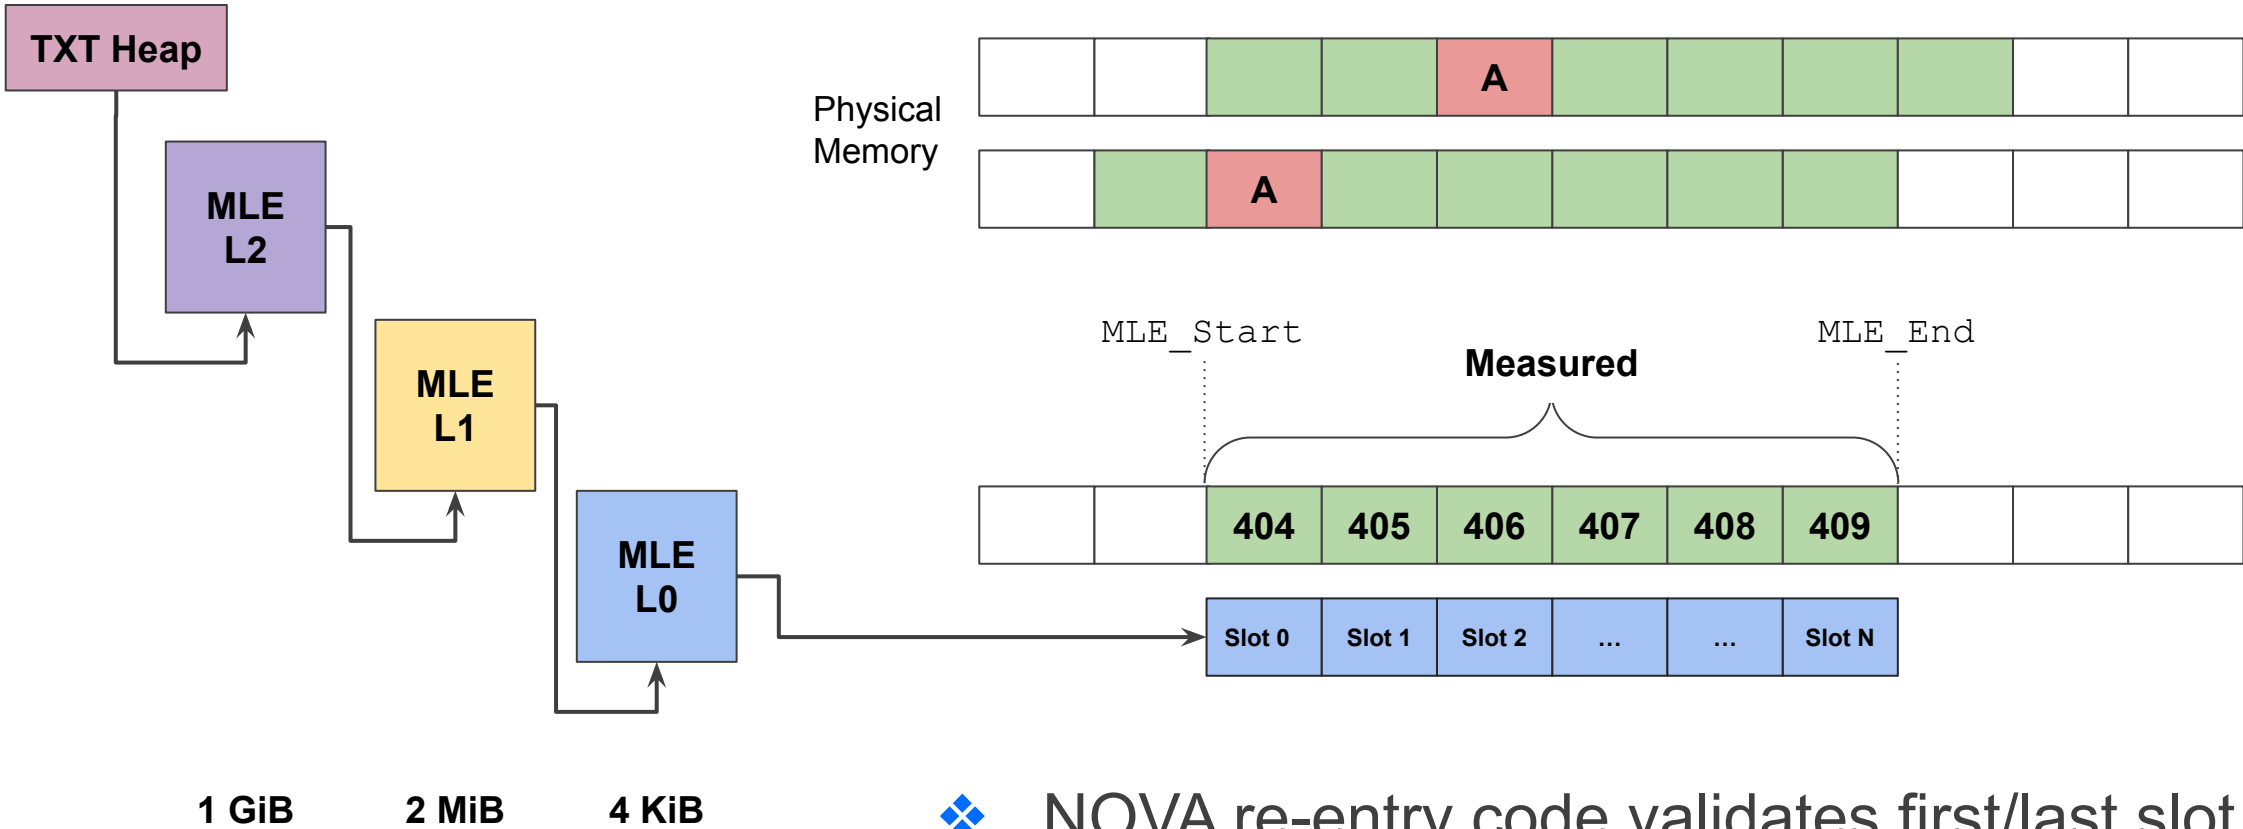 TXT Heap
MLE
L2
MLE
L1
MLE
L0
1 GiB
2 MiB
4 KiB
Physical
Memory
A
A
MLE_Start
MLE_End
Measured
404 405 406 407 408 409
Slot 0 Slot 1 Slot 2 ... ... Slot N
❖ NOVA re-entry code validates first/last slot